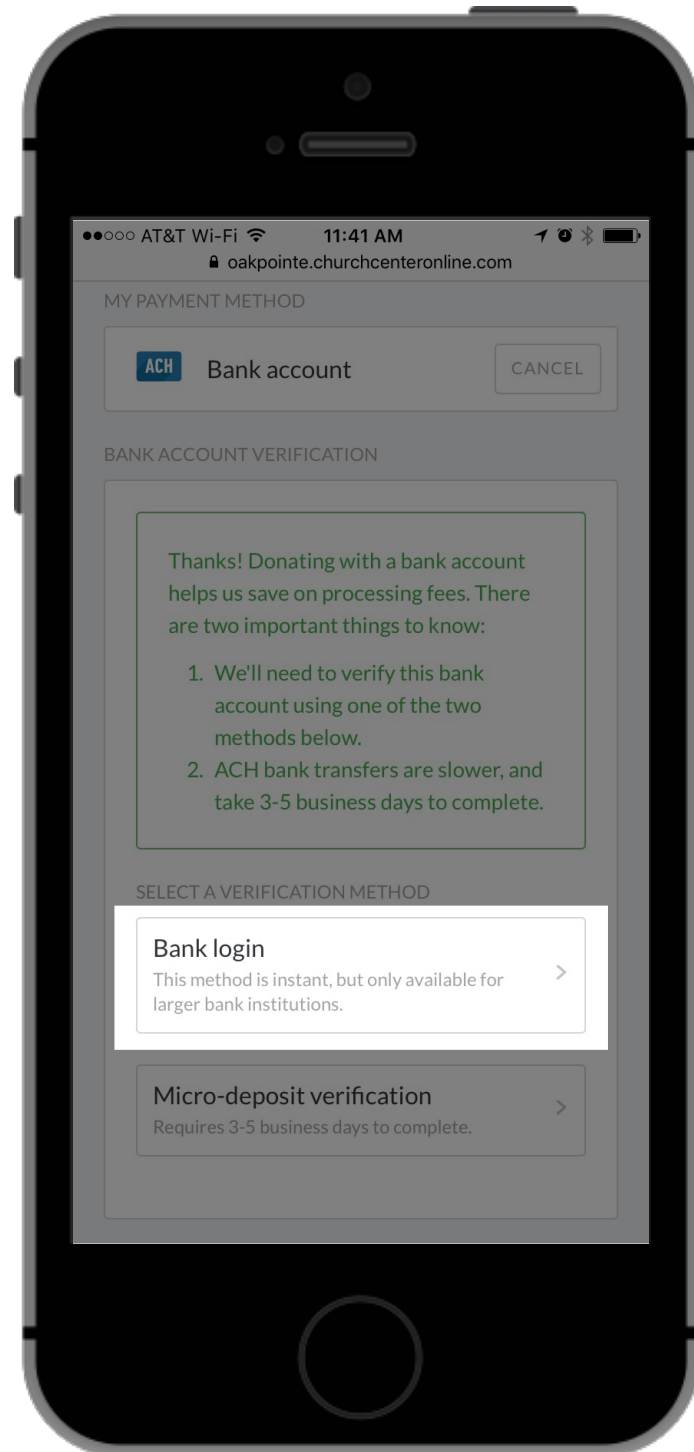 AT&T Wi-Fi 11:41 AM
oakpointe.churchcenteronline.com
MY PAYMENT METHOD
ACH Bank account CANCEL
BANK ACCOUNT VERIFICATION
Thanks! Donating with a bank account
helps us save on processing fees. There
are two important things to know:
1. We'll need to verify this bank
account using one of the two
methods below.
2. ACH bank transfers are slower, and
take 3-5 business days to complete.
SELECT A VERIFICATION METHOD
Bank login
This method is instant, but only available for
larger bank institutions.
Micro-deposit verification
Requires 3-5 business days to complete.